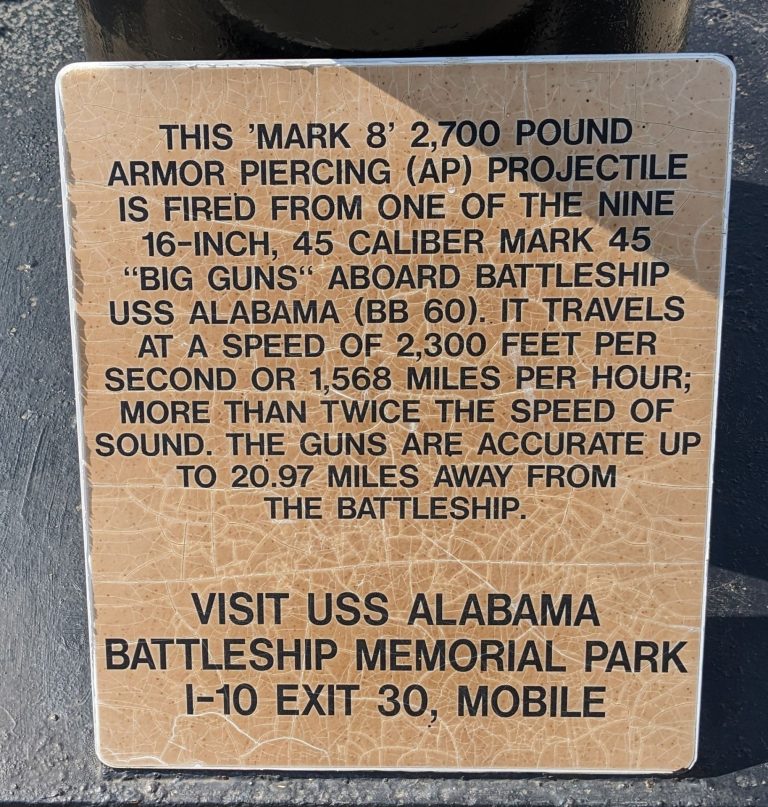 THIS 'MARK 8' 2,700 POUND
ARMOR PIERCING (AP) PROJECTILE
IS FIRED FROM ONE OF THE NINE
16-INCH, 45 CALIBER MARK 45
“BIG GUNS“ ABOARD BATTLESHIP
USS ALABAMA (BB 60). IT TRAVELS
AT A SPEED OF 2,300 FEET PER
SECOND OR 1,568 MILES PER HOUR;
MORE THAN TWICE THE SPEED OF
SOUND. THE GUNS ARE ACCURATE UP
TO 20.97 MILES AWAY FROM
THE BATTLESHIP.
VISIT USS ALABAMA
BATTLESHIP MEMORIAL PARK
I-10 EXIT 30, MOBILE